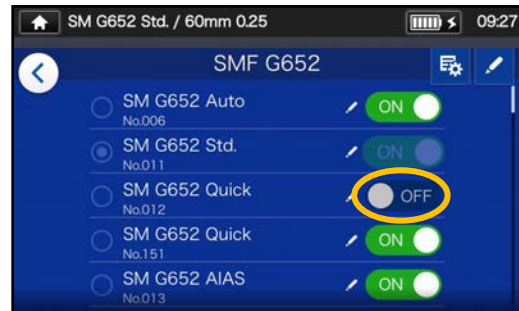 SM G652 Std. / 60mm 0.25 09:27
SMF G652
SM G652 Auto ON
No.006
SM G652 Std. ON
No.011
SM G652 Quick OFF
No.012
SM G652 Quick ON
No.151
SM G652 AIAS ON
No.013